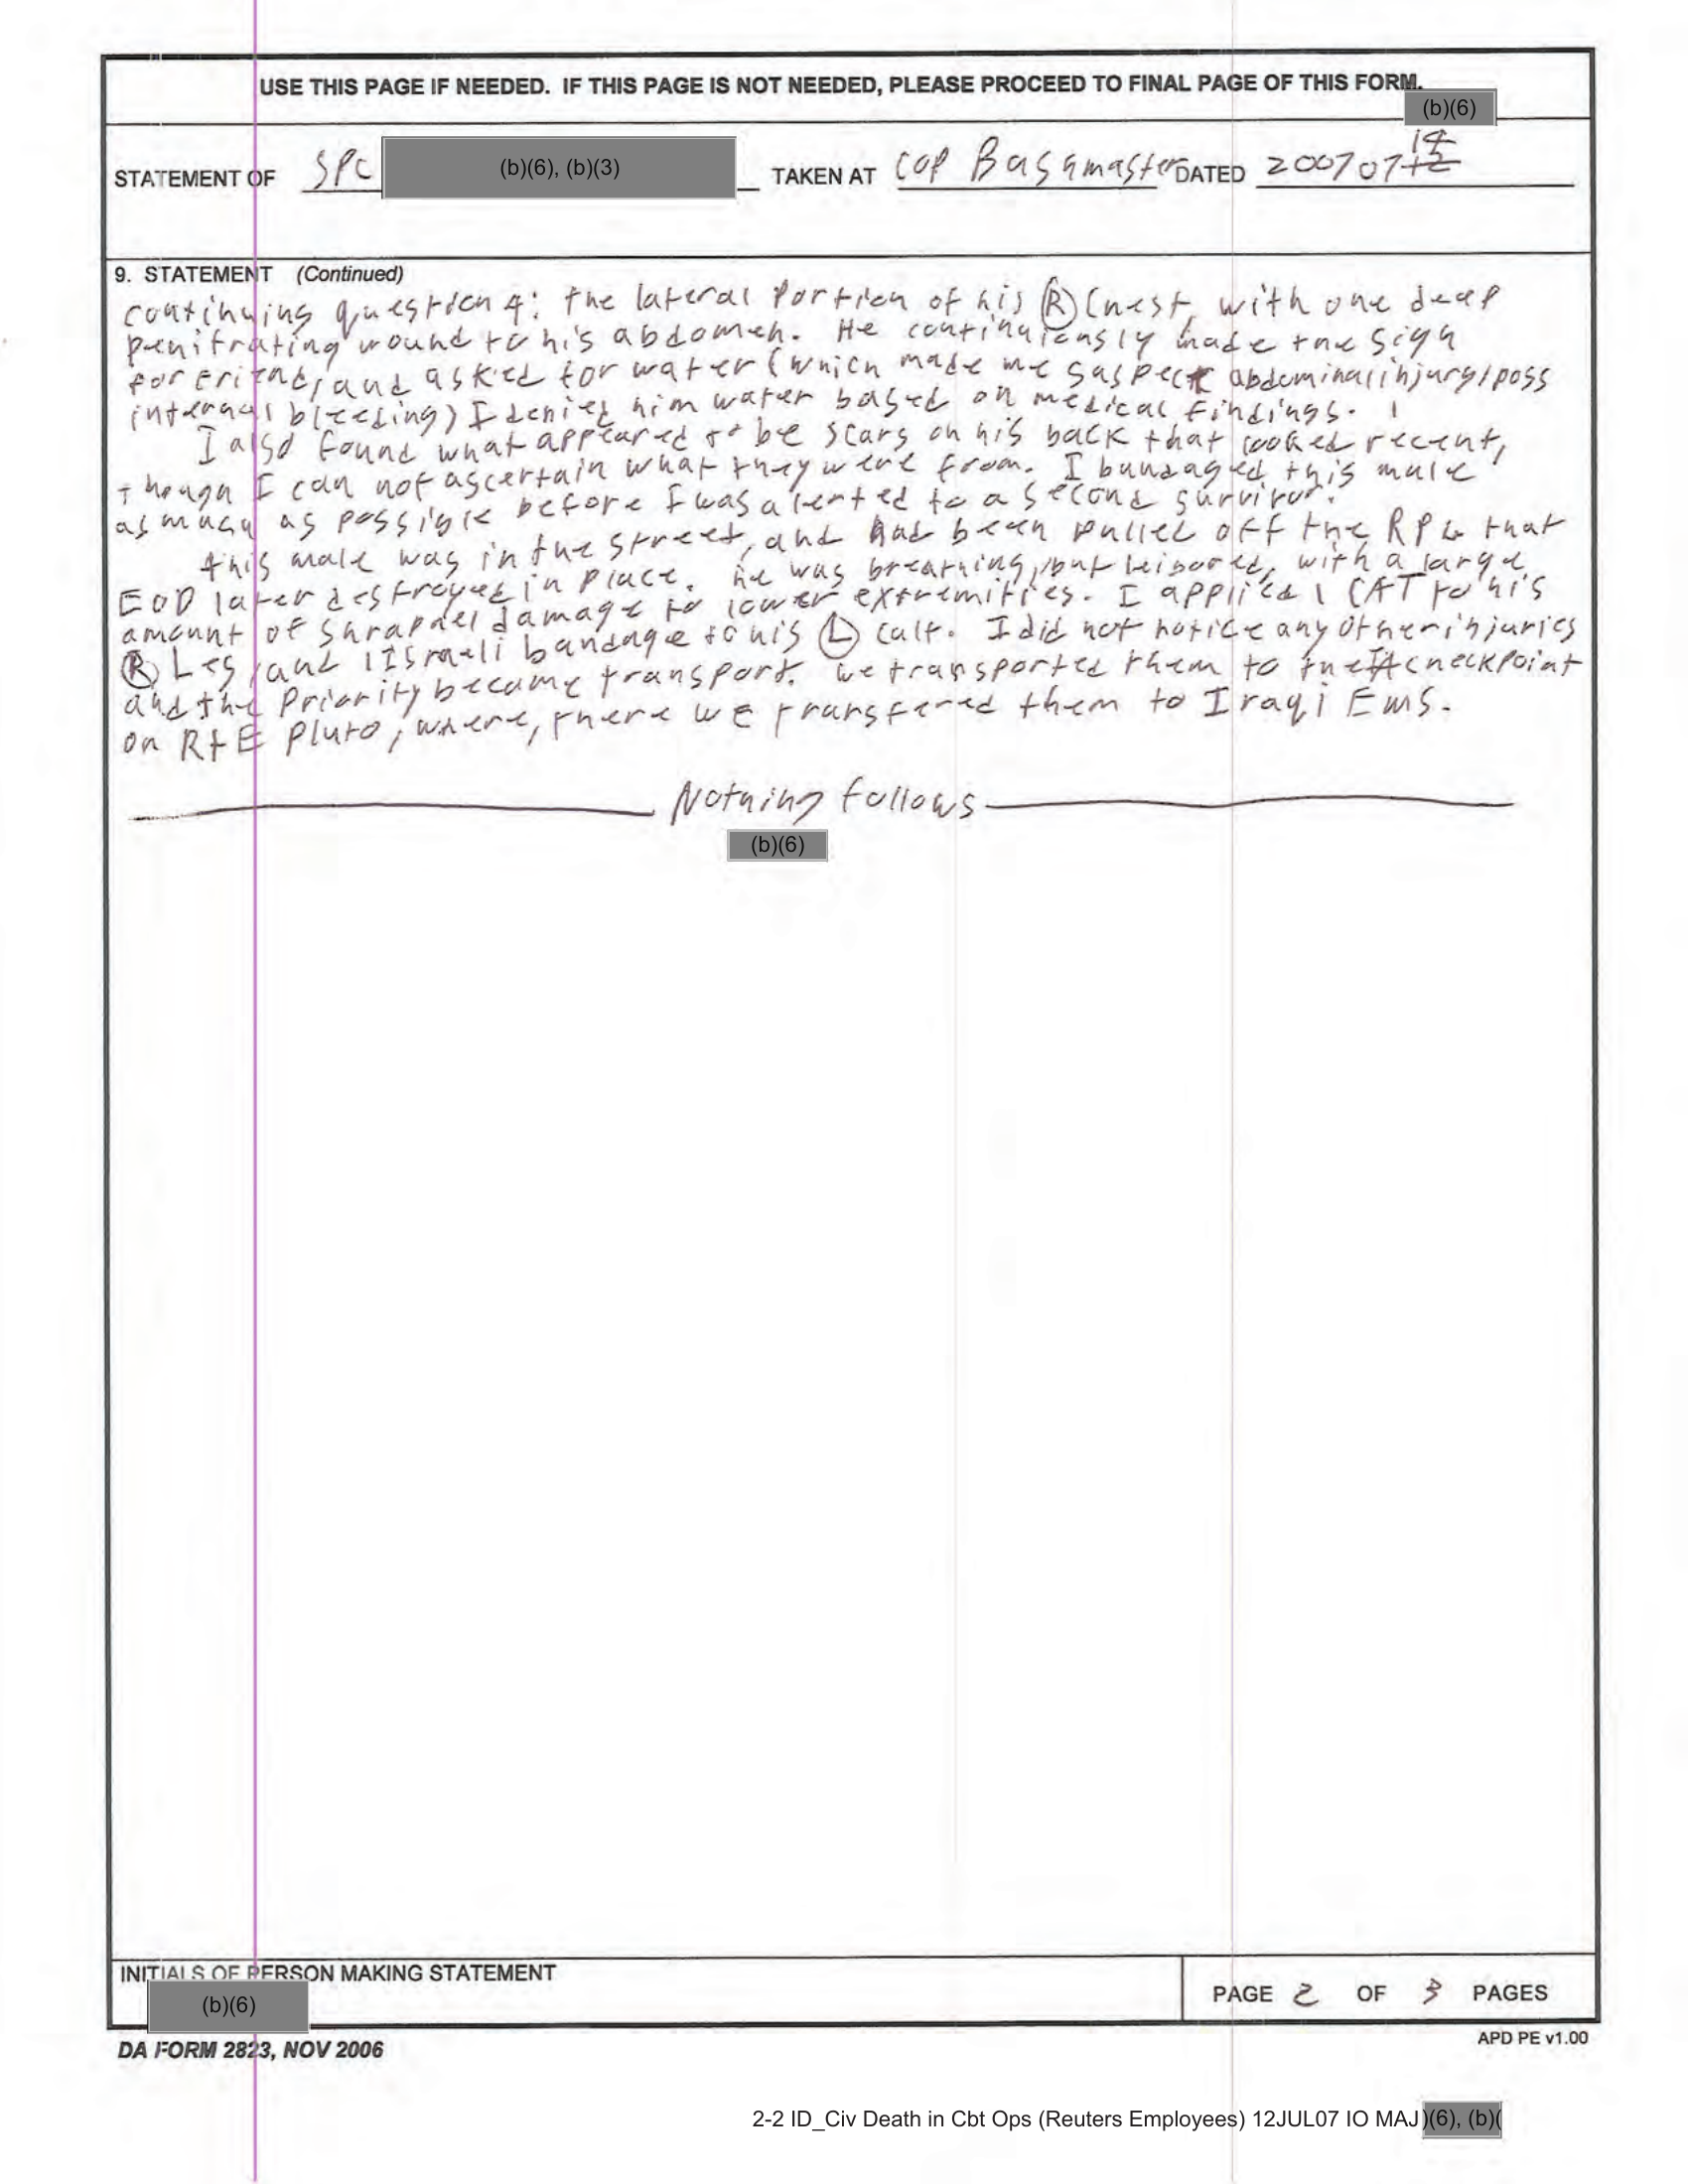 USE THIS PAGE IF NEEDED. IF THIS PAGE IS NOT NEEDED, PLEASE PROCEED TO FINAL PAGE OF THIS FORM.
(b)(6)
STATEMENT OF SPC (b)(6), (b)(3) TAKEN AT COP Bassmaster DATED 20070712 14
9. STATEMENT (Continued)
continuing question 4: the lateral portion of his (R) Chest, with one deep
penitrating wound to his abdomen. He continuiously made the sign
for friend, and asked for water (which made me suspect abdominal injury/poss
internal bleeding) I denied him water based on medical findings.
I also found what appeared to be scars on his back that looked recent,
though I can not ascertain what they were from. I bandaged this male
as much as possible before I was alerted to a second survivor.
this male was in the street, and had been pulled off the RPG that
EOD later destroyed in place. he was breathing, but leibored, with a large
amount of shrapnel damage to lower extremities. I applied 1 CAT to his
(R) Leg, and 1 Israeli bandage to his (L) calf. I did not notice any other injuries
and the priority became transport. we transported them to the IA checkpoint
on RtE Pluto, where, there we transfered them to Iraqi EMS.
Nothing follows
(b)(6)
INITIALS OF PERSON MAKING STATEMENT
(b)(6)
PAGE 2 OF 3 PAGES
DA FORM 2823, NOV 2006
APD PE v1.00
2-2 ID_Civ Death in Cbt Ops (Reuters Employees) 12JUL07 IO MAJ )(6), (b)(